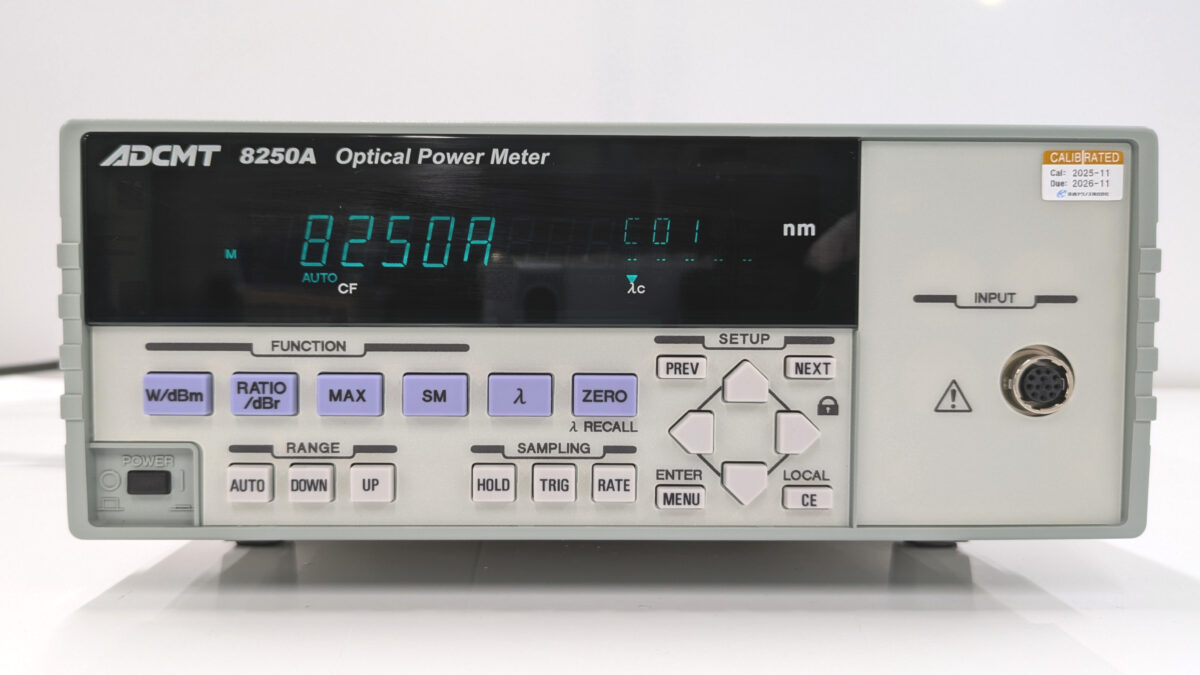 ADCMT 8250A Optical Power Meter
CALIBRATED
Cal: 2025-11
Due: 2026-11
M 8250A C01 nm
AUTO
CF
λC
INPUT
FUNCTION
W/dBm
RATIO
/dBr
MAX
SM
λ
ZERO
λ RECALL
SETUP
PREV
NEXT
POWER
RANGE
AUTO
DOWN
UP
SAMPLING
HOLD
TRIG
RATE
ENTER
MENU
LOCAL
CE